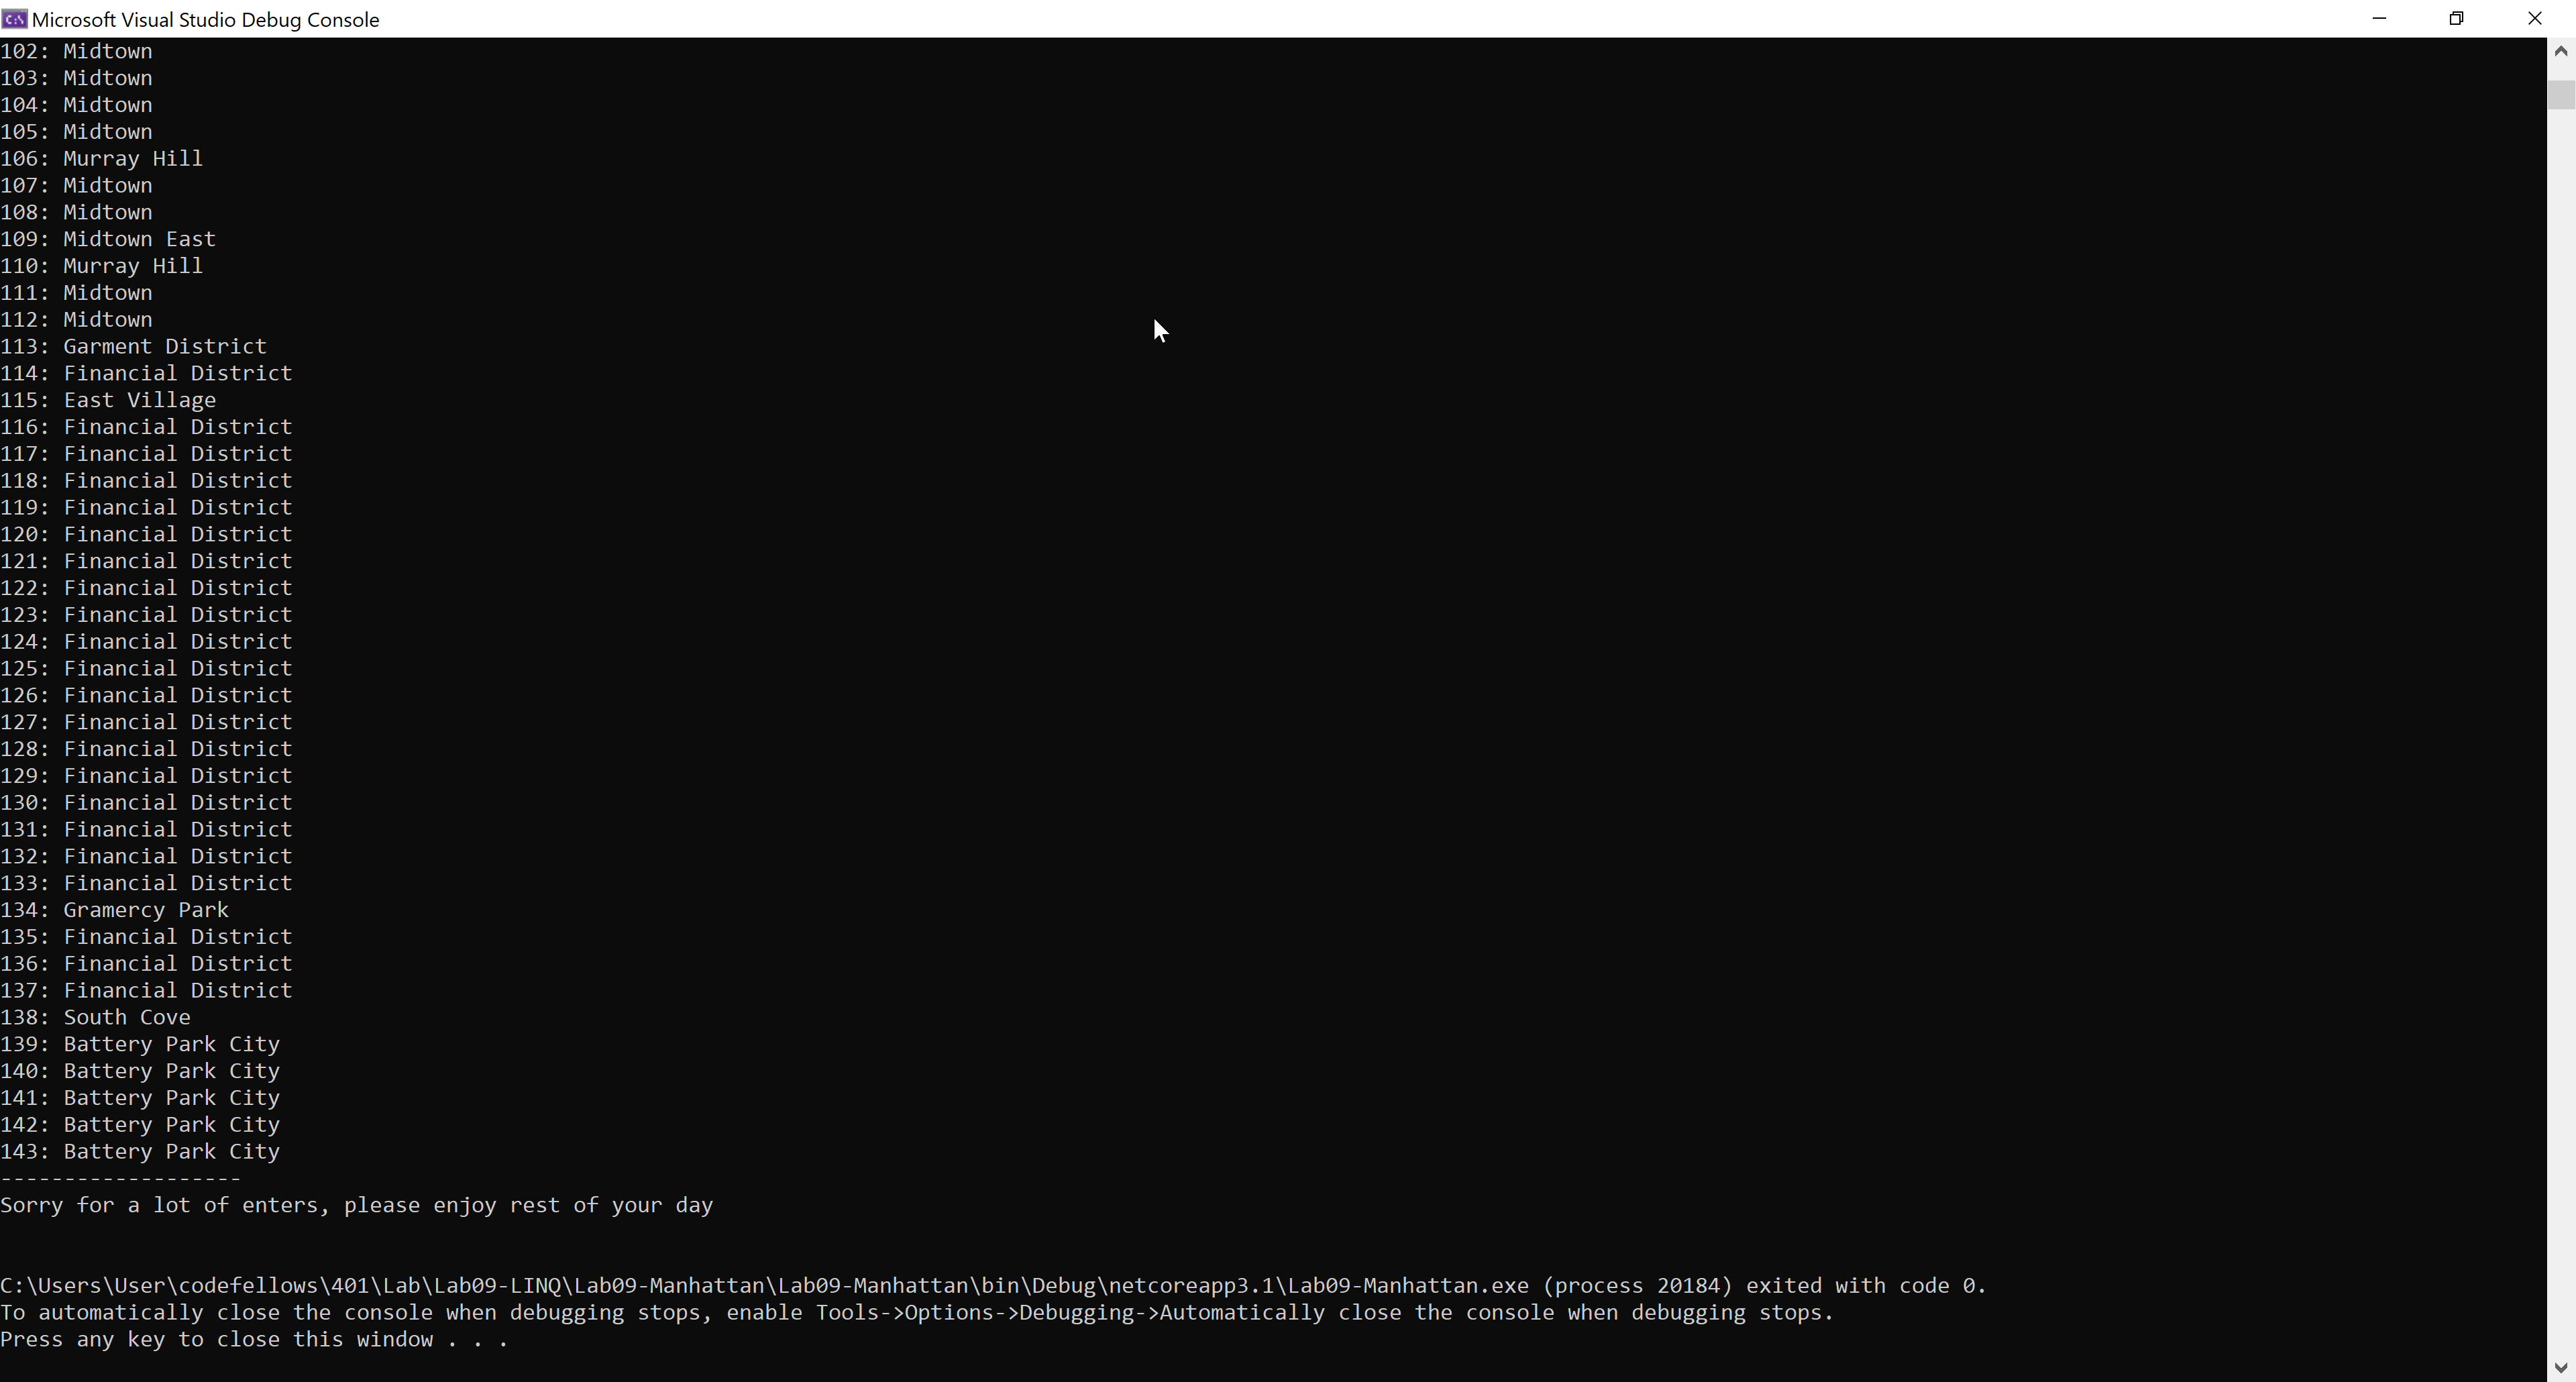 Microsoft Visual Studio Debug Console
102: Midtown
103: Midtown
104: Midtown
105: Midtown
106: Murray Hill
107: Midtown
108: Midtown
109: Midtown East
110: Murray Hill
111: Midtown
112: Midtown
113: Garment District
114: Financial District
115: East Village
116: Financial District
117: Financial District
118: Financial District
119: Financial District
120: Financial District
121: Financial District
122: Financial District
123: Financial District
124: Financial District
125: Financial District
126: Financial District
127: Financial District
128: Financial District
129: Financial District
130: Financial District
131: Financial District
132: Financial District
133: Financial District
134: Gramercy Park
135: Financial District
136: Financial District
137: Financial District
138: South Cove
139: Battery Park City
140: Battery Park City
141: Battery Park City
142: Battery Park City
143: Battery Park City
-------------------
Sorry for a lot of enters, please enjoy rest of your day
C:\Users\User\codefellows\401\Lab\Lab09-LINQ\Lab09-Manhattan\Lab09-Manhattan\bin\Debug\netcoreapp3.1\Lab09-Manhattan.exe (process 20184) exited with code 0.
To automatically close the console when debugging stops, enable Tools->Options->Debugging->Automatically close the console when debugging stops.
Press any key to close this window . . .